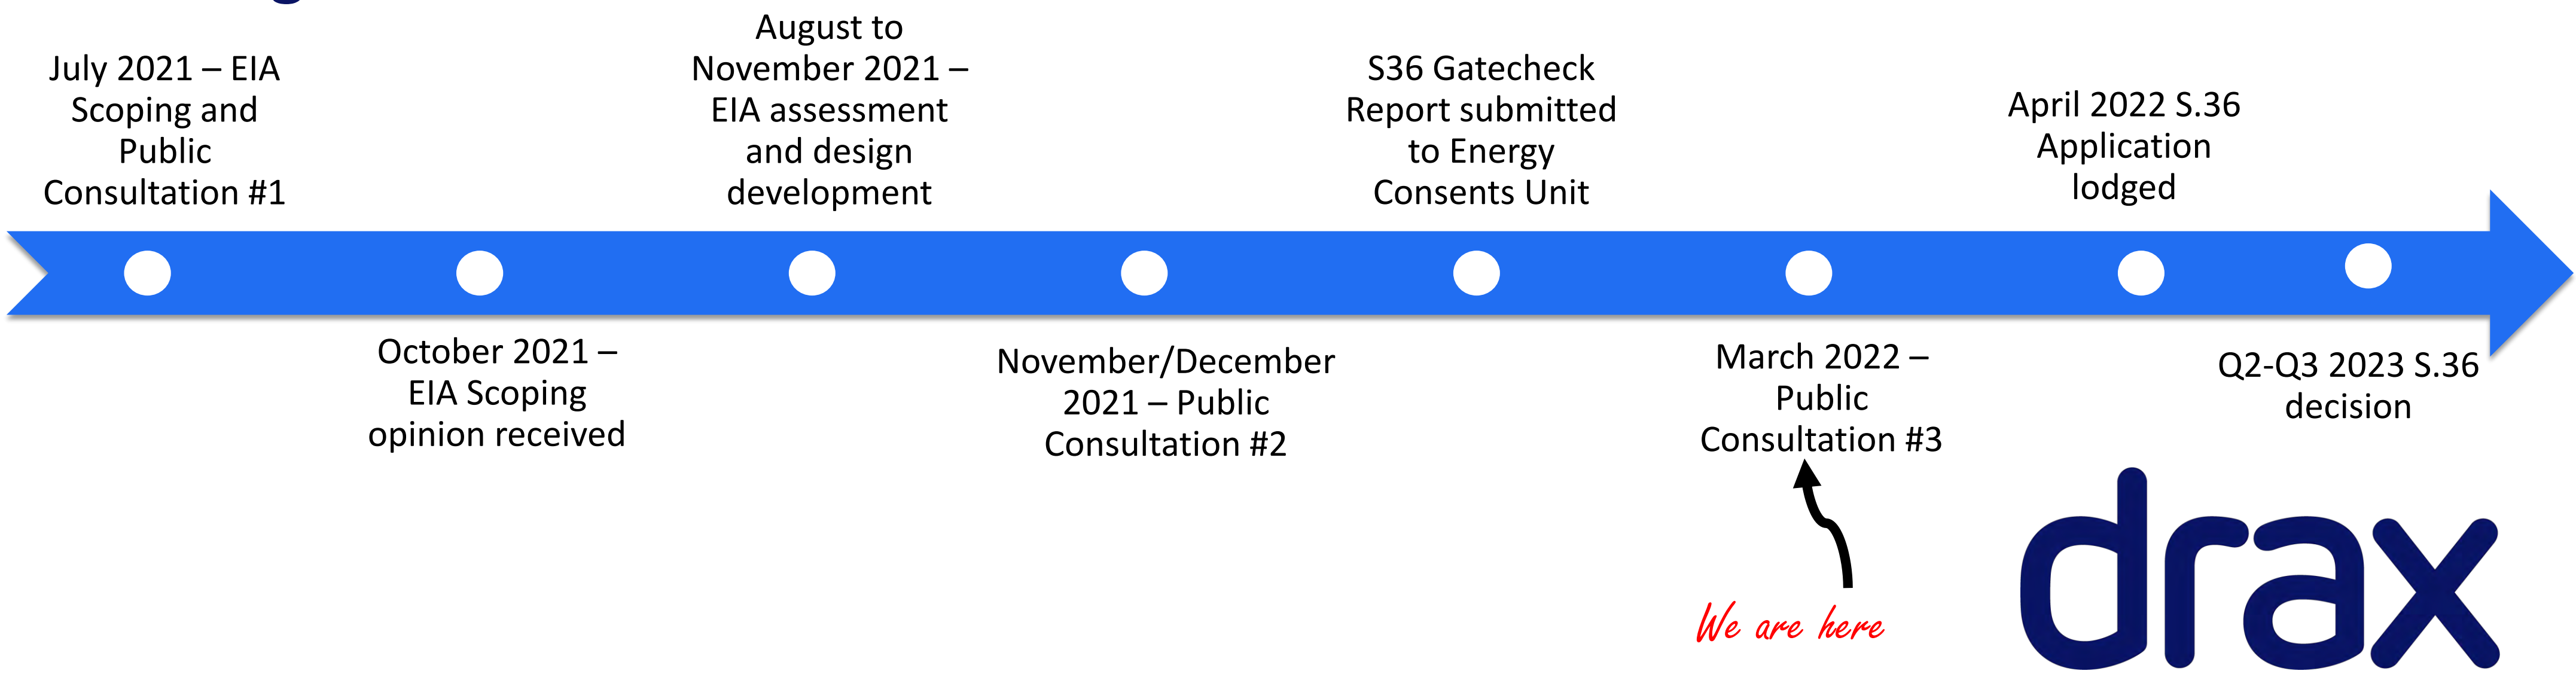 July 2021 – EIA
Scoping and
Public
Consultation #1
October 2021 –
EIA Scoping
opinion received
August to
November 2021 –
EIA assessment
and design
development
November/December
2021 – Public
Consultation #2
S36 Gatecheck
Report submitted
to Energy
Consents Unit
March 2022 –
Public
Consultation #3
We are here
April 2022 S.36
Application
lodged
Q2-Q3 2023 S.36
decision
drax